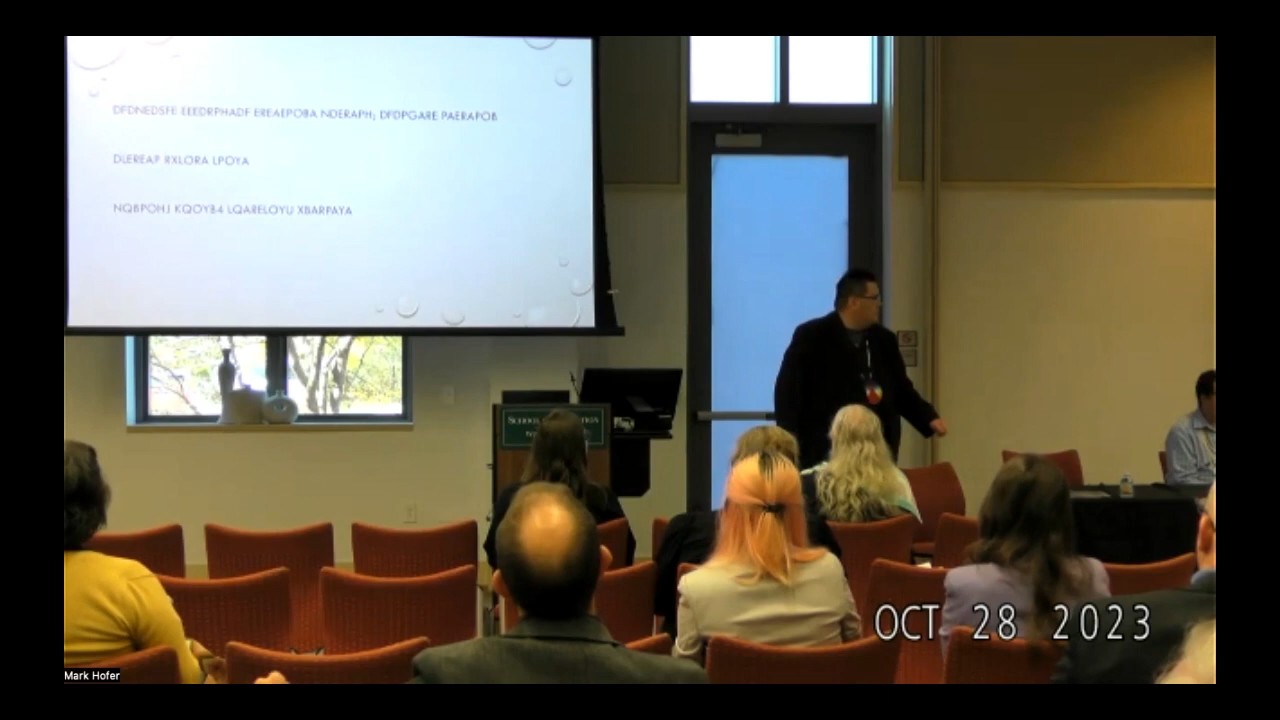 DFDNEDSFE EEEDRPHADF EREAEPOBA NDERAPH; DFDPGARE PAERAPOB
DLEREAP RXLORA LPOYA
NQBPOHJ KQOYB4 LQARELOYU XBARPAYA
OCT 28 2023
Mark Hofer